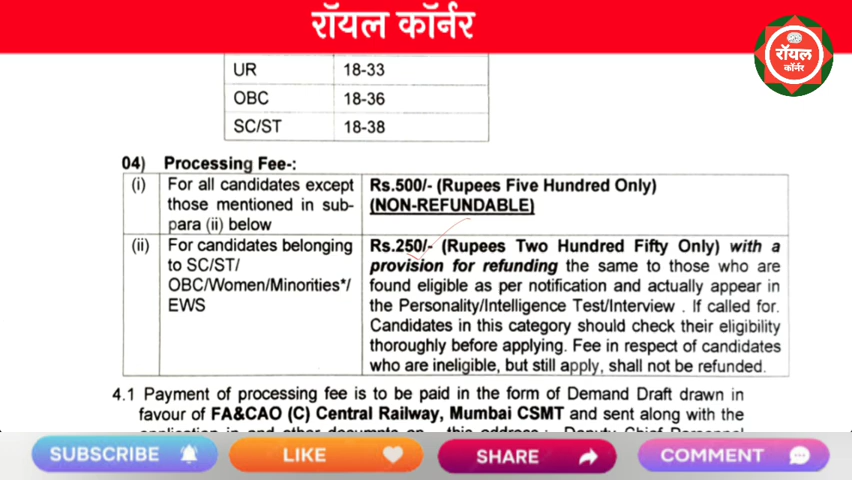 रॉयल कॉर्नर
रॉयल
कॉर्नर
UR 18-33
OBC 18-36
SC/ST 18-38
04) Processing Fee-:
(i) For all candidates except those mentioned in sub-para (ii) below
Rs.500/- (Rupees Five Hundred Only)
(NON-REFUNDABLE)
(ii) For candidates belonging
to SC/ST/
OBC/Women/Minorities*/
EWS
Rs.250/- (Rupees Two Hundred Fifty Only) with a
provision for refunding the same to those who are
found eligible as per notification and actually appear in
the Personality/Intelligence Test/Interview . If called for.
Candidates in this category should check their eligibility
thoroughly before applying. Fee in respect of candidates
who are ineligible, but still apply, shall not be refunded.
4.1 Payment of processing fee is to be paid in the form of Demand Draft drawn in
favour of FA&CAO (C) Central Railway, Mumbai CSMT and sent along with the
SUBSCRIBE
LIKE
SHARE
COMMENT